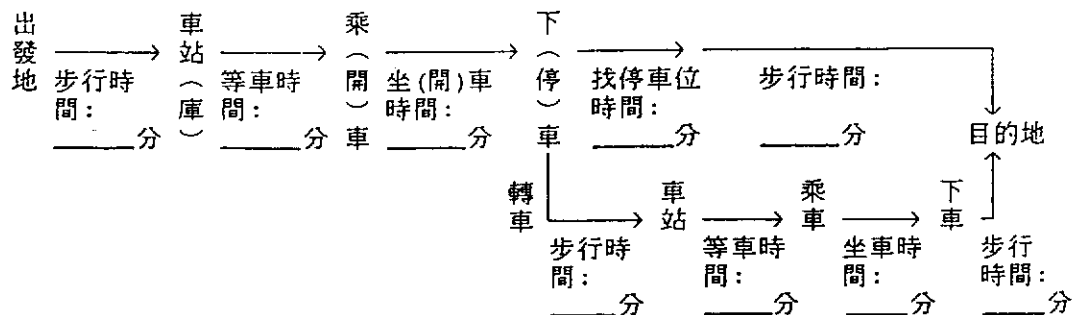 出發地
步行時間：
_____分
車站（庫）
等車時間：
_____分
乘（開）車
坐(開)車時間：
_____分
下（停）車
找停車位時間：
_____分
步行時間：
_____分
目的地
轉車
步行時間：
_____分
車站
等車時間：
_____分
乘車
坐車時間：
_____分
下車
步行時間：
_____分